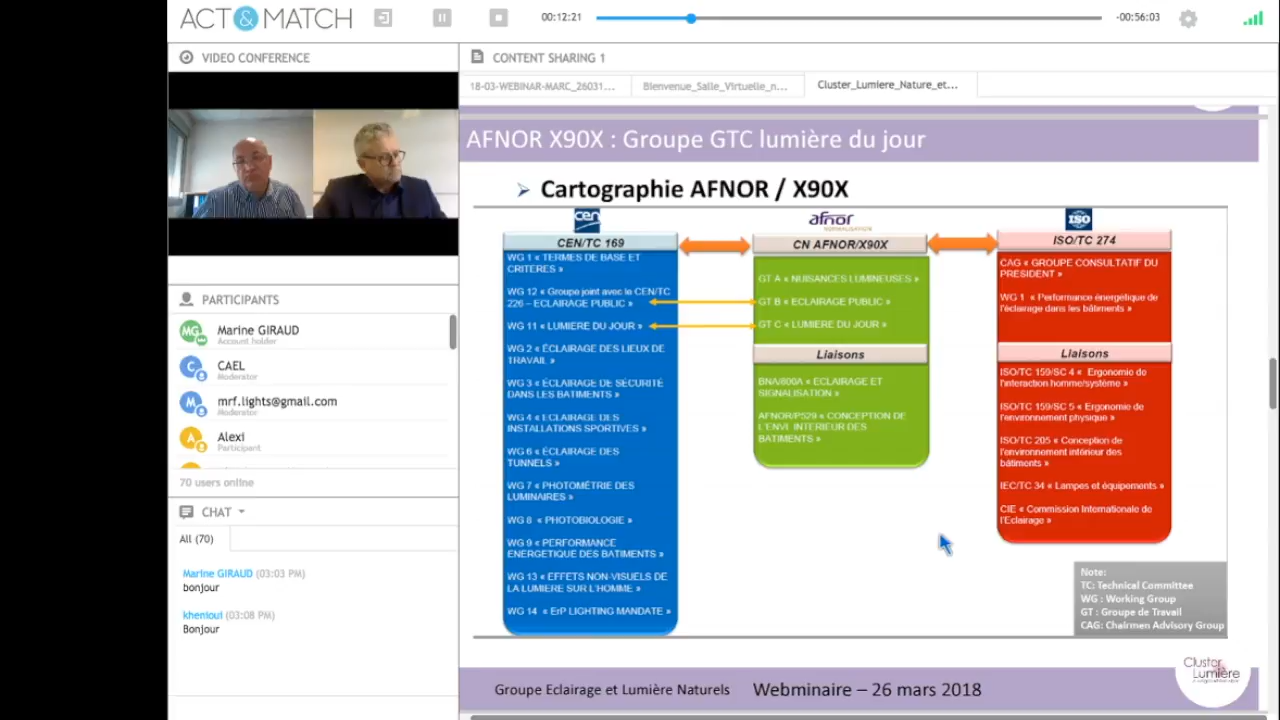 ACT & MATCH
00:12:21
-00:56:03
VIDEO CONFERENCE
CONTENT SHARING 1
18-03-WEBINAR-MARC_26031...
Bienvenue_Salle_Virtuelle_n...
Cluster_Lumiere_Nature_et...
PARTICIPANTS
MG
Marine GIRAUD
Account holder
C
CAEL
Moderator
M
mrf.lights@gmail.com
Moderator
A
Alexi
Participant
70 users online
CHAT
All (70)
Marine GIRAUD (03:03 PM)
bonjour
khenioui (03:08 PM)
Bonjour
AFNOR X90X : Groupe GTC lumière du jour
Cartographie AFNOR / X90X
cen
CEN/TC 169
WG 1 « TERMES DE BASE ET
CRITERES »
WG 12 « Groupe joint avec le CEN/TC
226 – ECLAIRAGE PUBLIC »
WG 11 « LUMIERE DU JOUR »
WG 2 « ÉCLAIRAGE DES LIEUX DE
TRAVAIL »
WG 3 « ÉCLAIRAGE DE SÉCURITÉ
DANS LES BATIMENTS »
WG 4 « ECLAIRAGE DES
INSTALLATIONS SPORTIVES »
WG 6 « ÉCLAIRAGE DES
TUNNELS »
WG 7 « PHOTOMÉTRIE DES
LUMINAIRES »
WG 8 « PHOTOBIOLOGIE »
WG 9 « PERFORMANCE
ENERGETIQUE DES BATIMENTS »
WG 13 « EFFETS NON-VISUELS DE
LA LUMIERE SUR L'HOMME »
WG 14 « ErP LIGHTING MANDATE »
afnor
NORMALISATION
CN AFNOR/X90X
GT A « NUISANCES LUMINEUSES »
GT B « ECLAIRAGE PUBLIC »
GT C « LUMIERE DU JOUR »
Liaisons
BNA/600A « ECLAIRAGE ET
SIGNALISATION »
AFNOR/P529 « CONCEPTION DE
L'ENVI INTERIEUR DES
BATIMENTS »
ISO
ISO/TC 274
CAG « GROUPE CONSULTATIF DU
PRESIDENT »
WG 1 « Performance énergétique de
l'éclairage dans les bâtiments »
Liaisons
ISO/TC 159/SC 4 « Ergonomie de
l'interaction homme/système »
ISO/TC 159/SC 5 « Ergonomie de
l'environnement physique »
ISO/TC 205 « Conception de
l'environnement intérieur des
bâtiments »
IEC/TC 34 « Lampes et équipements »
CIE « Commission Internationale de
l'Eclairage »
Note:
TC: Technical Committee
WG : Working Group
GT : Groupe de Travail
CAG: Chairmen Advisory Group
Groupe Eclairage et Lumière Naturels
Webminaire – 26 mars 2018
Cluster
Lumière